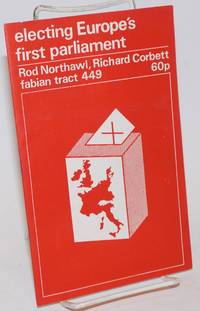 electing Europe's
first parliament
Rod Northawl, Richard Corbett
fabian tract 449
60p